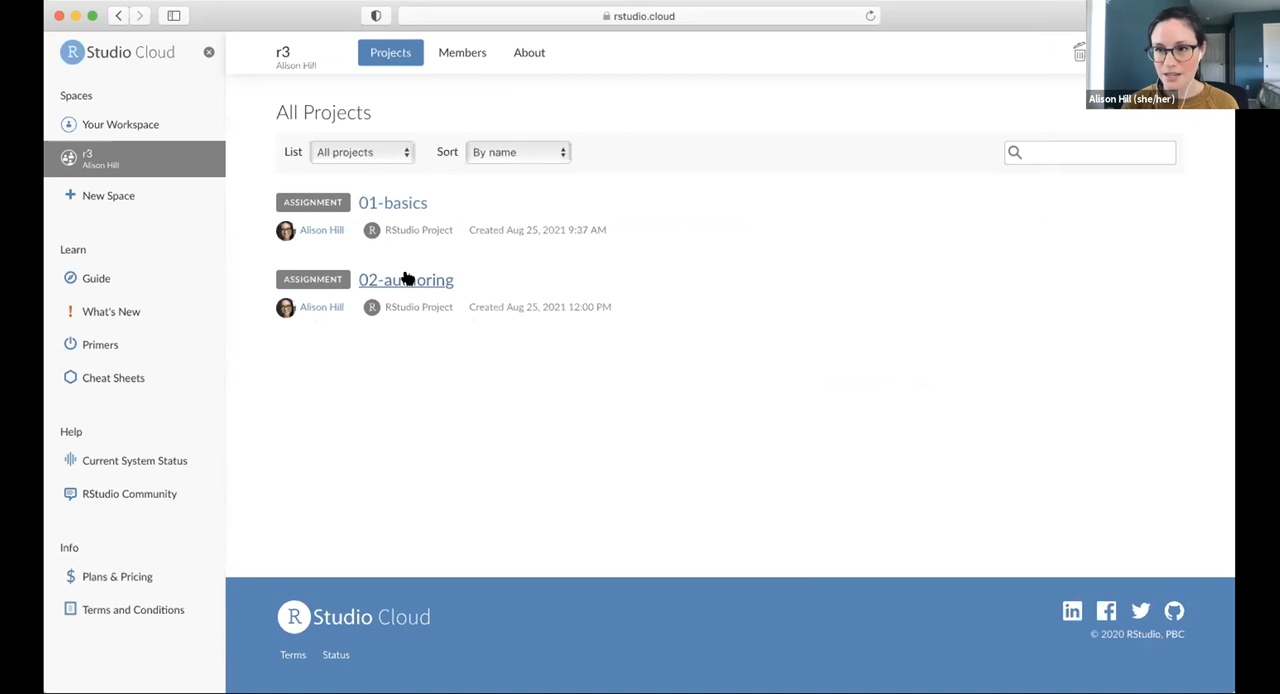 rstudio.cloud
R Studio Cloud
r3
Alison Hill
Projects
Members
About
Alison Hill (she/her)
Spaces
Your Workspace
r3
Alison Hill
New Space
Learn
Guide
What's New
Primers
Cheat Sheets
Help
Current System Status
RStudio Community
Info
Plans & Pricing
Terms and Conditions
All Projects
List All projects Sort By name
ASSIGNMENT 01-basics
Alison Hill R RStudio Project Created Aug 25, 2021 9:37 AM
ASSIGNMENT 02-authoring
Alison Hill R RStudio Project Created Aug 25, 2021 12:00 PM
R Studio Cloud
Terms Status
© 2020 RStudio, PBC